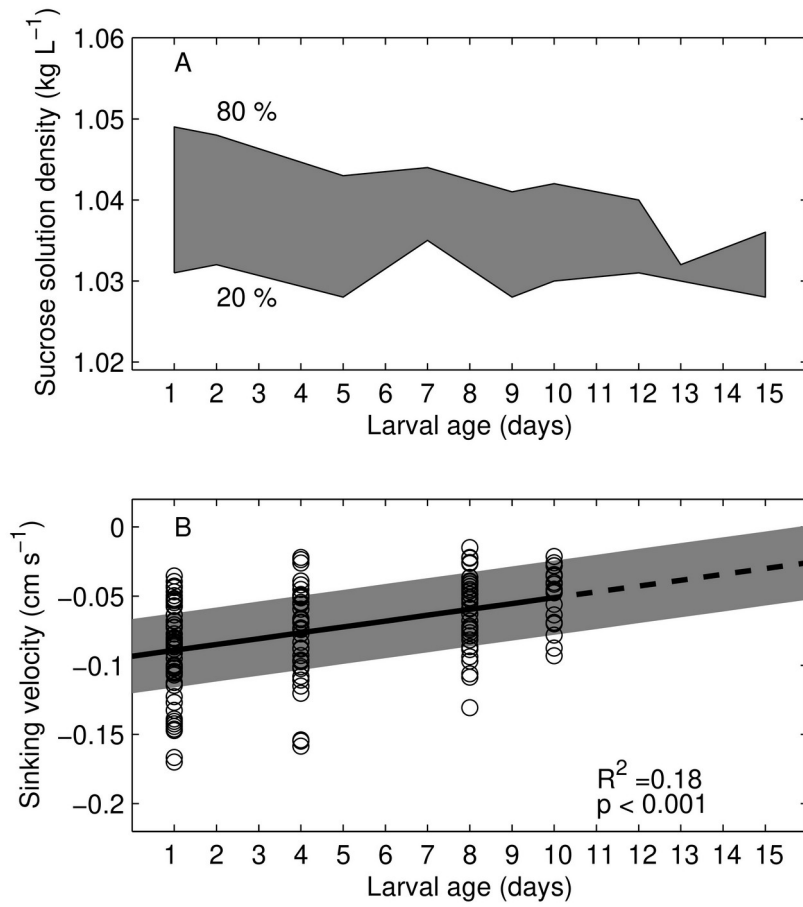 1.06
1.05
1.04
1.03
1.02
Sucrose solution density (kg L⁻¹)
A
80 %
20 %
1 2 3 4 5 6 7 8 9 10 11 12 13 14 15
Larval age (days)
0
−0.05
−0.1
−0.15
−0.2
Sinking velocity (cm s⁻¹)
B
R² =0.18
p < 0.001
1 2 3 4 5 6 7 8 9 10 11 12 13 14 15
Larval age (days)